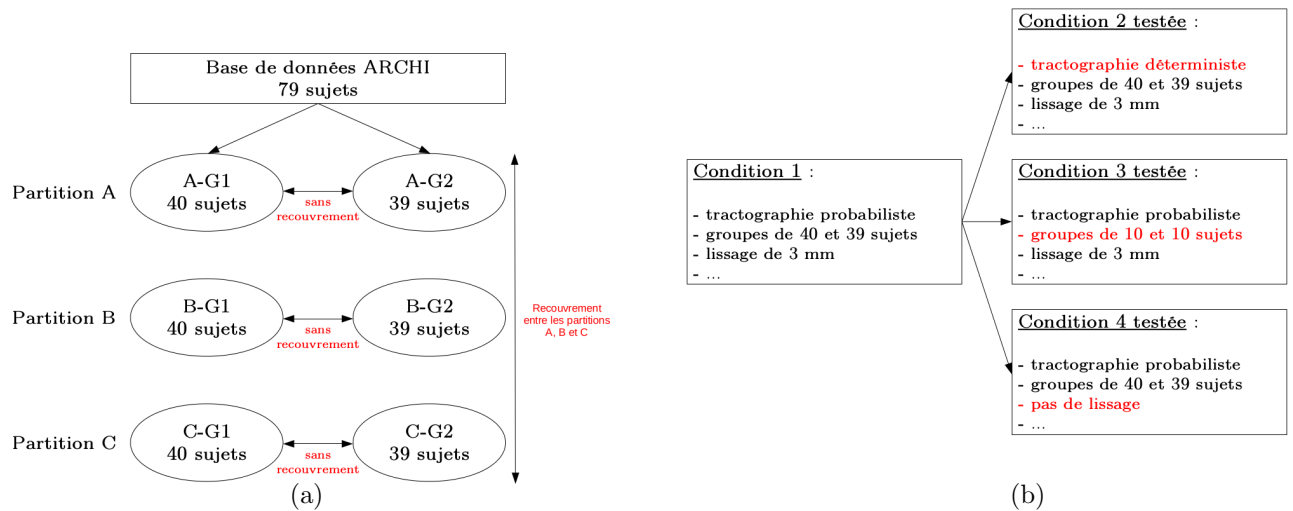 Base de données ARCHI
79 sujets
Partition A
A-G1
40 sujets
sans
recouvrement
A-G2
39 sujets
Partition B
B-G1
40 sujets
sans
recouvrement
B-G2
39 sujets
Recouvrement
entre les partitions
A, B et C
Partition C
C-G1
40 sujets
sans
recouvrement
C-G2
39 sujets
(a)
Condition 1 :
- tractographie probabiliste
- groupes de 40 et 39 sujets
- lissage de 3 mm
- ...
Condition 2 testée :
- tractographie déterministe
- groupes de 40 et 39 sujets
- lissage de 3 mm
- ...
Condition 3 testée :
- tractographie probabiliste
- groupes de 10 et 10 sujets
- lissage de 3 mm
- ...
Condition 4 testée :
- tractographie probabiliste
- groupes de 40 et 39 sujets
- pas de lissage
- ...
(b)